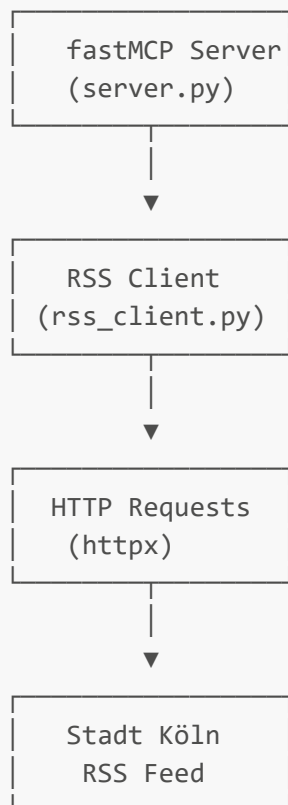 fastMCP Server
(server.py)
RSS Client
(rss_client.py)
HTTP Requests
(httpx)
Stadt Köln
RSS Feed